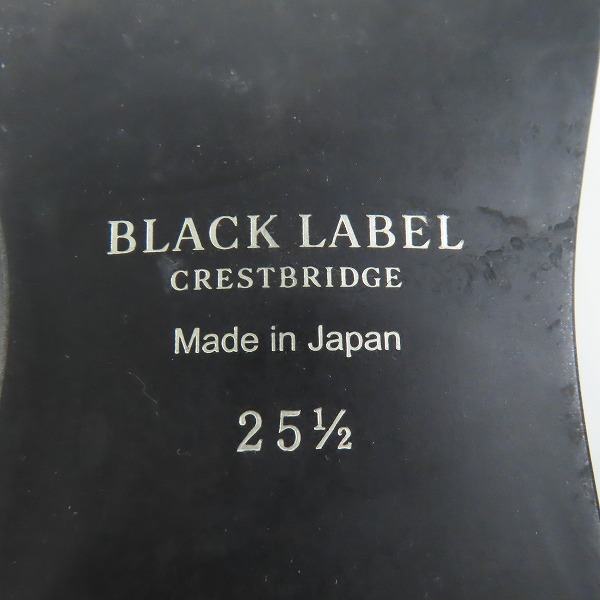 BLACK LABEL
CRESTBRIDGE
Made in Japan
25½